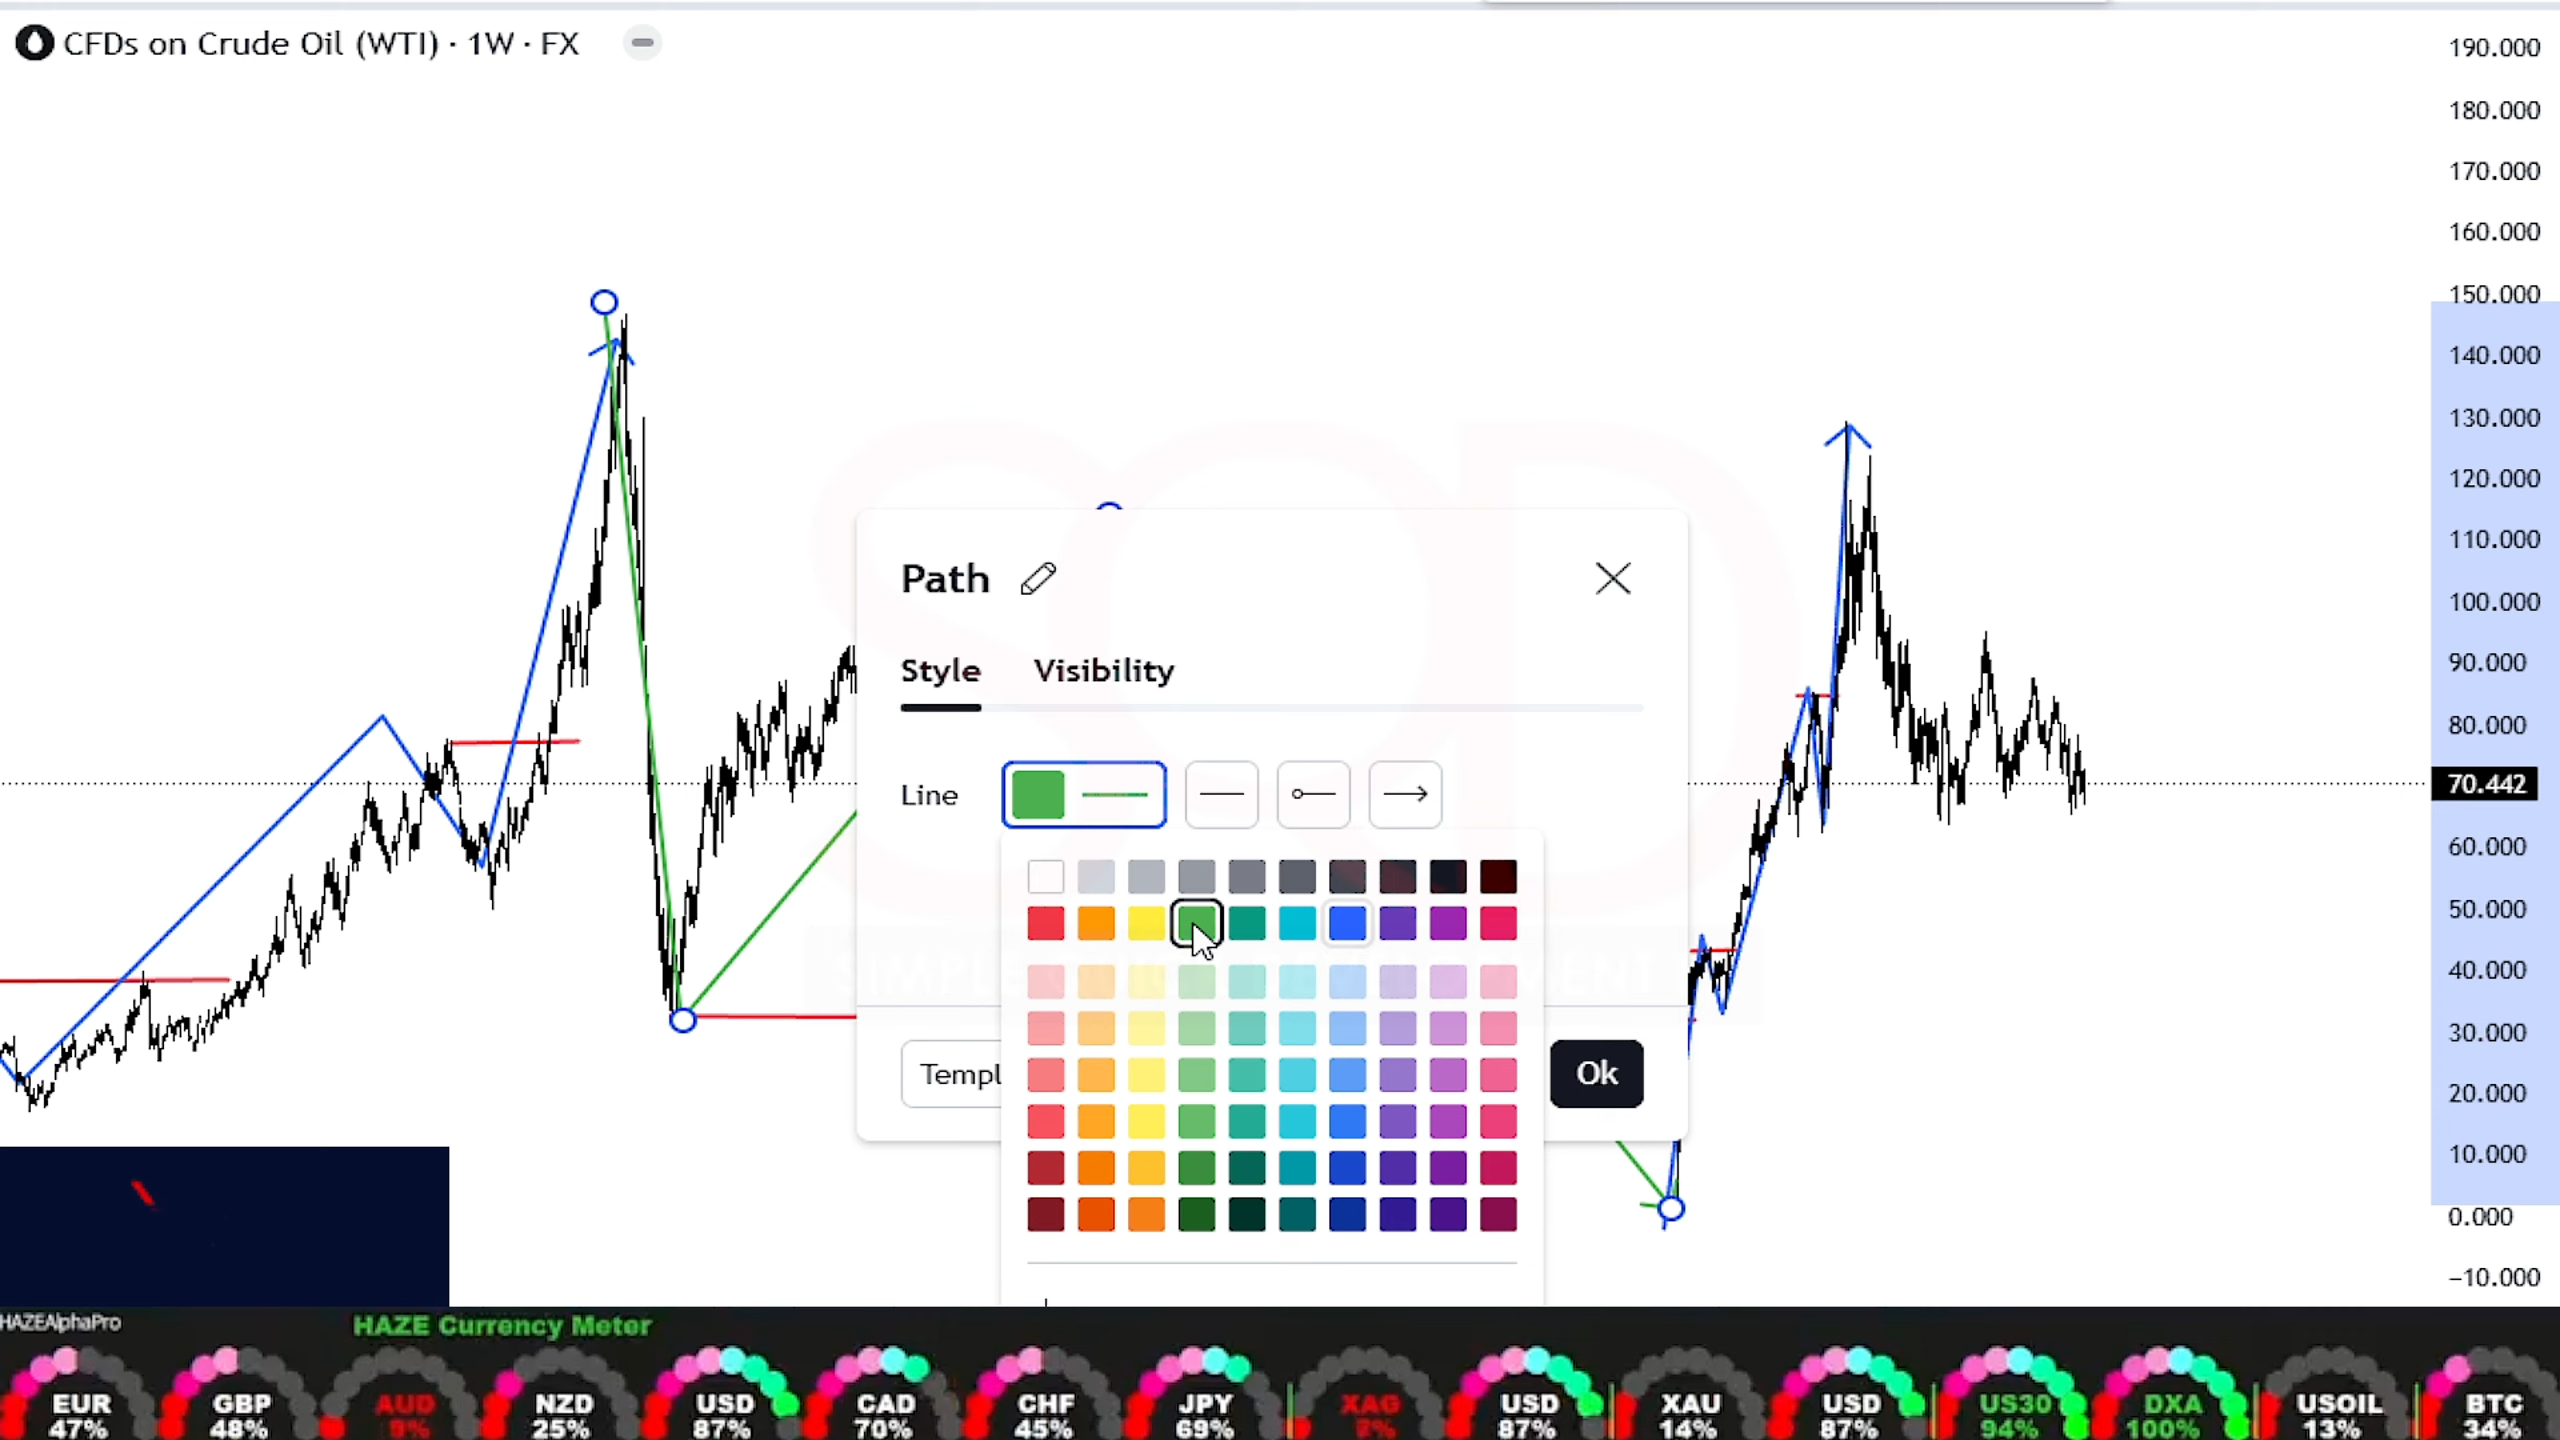 CFDs on Crude Oil (WTI) · 1W · FX
190.000
180.000
170.000
160.000
150.000
140.000
130.000
120.000
110.000
100.000
90.000
80.000
70.442
60.000
50.000
40.000
30.000
20.000
10.000
0.000
−10.000
Path
Style Visibility
Line
Templ
Ok
HAZEAlphaPro
HAZE Currency Meter
EUR GBP AUD NZD USD CAD CHF JPY XAG USD XAU USD US30 DXA USOIL BTC
47% 48% 9% 25% 87% 70% 45% 69% 7% 87% 14% 87% 94% 100% 13% 34%